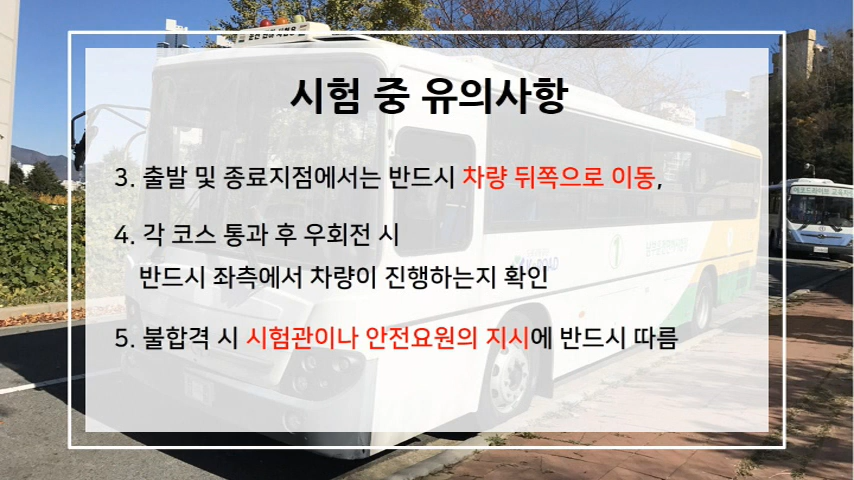 시험 중 유의사항
3. 출발 및 종료지점에서는 반드시 차량 뒤쪽으로 이동,
4. 각 코스 통과 후 우회전 시
반드시 좌측에서 차량이 진행하는지 확인
5. 불합격 시 시험관이나 안전요원의 지시에 반드시 따름